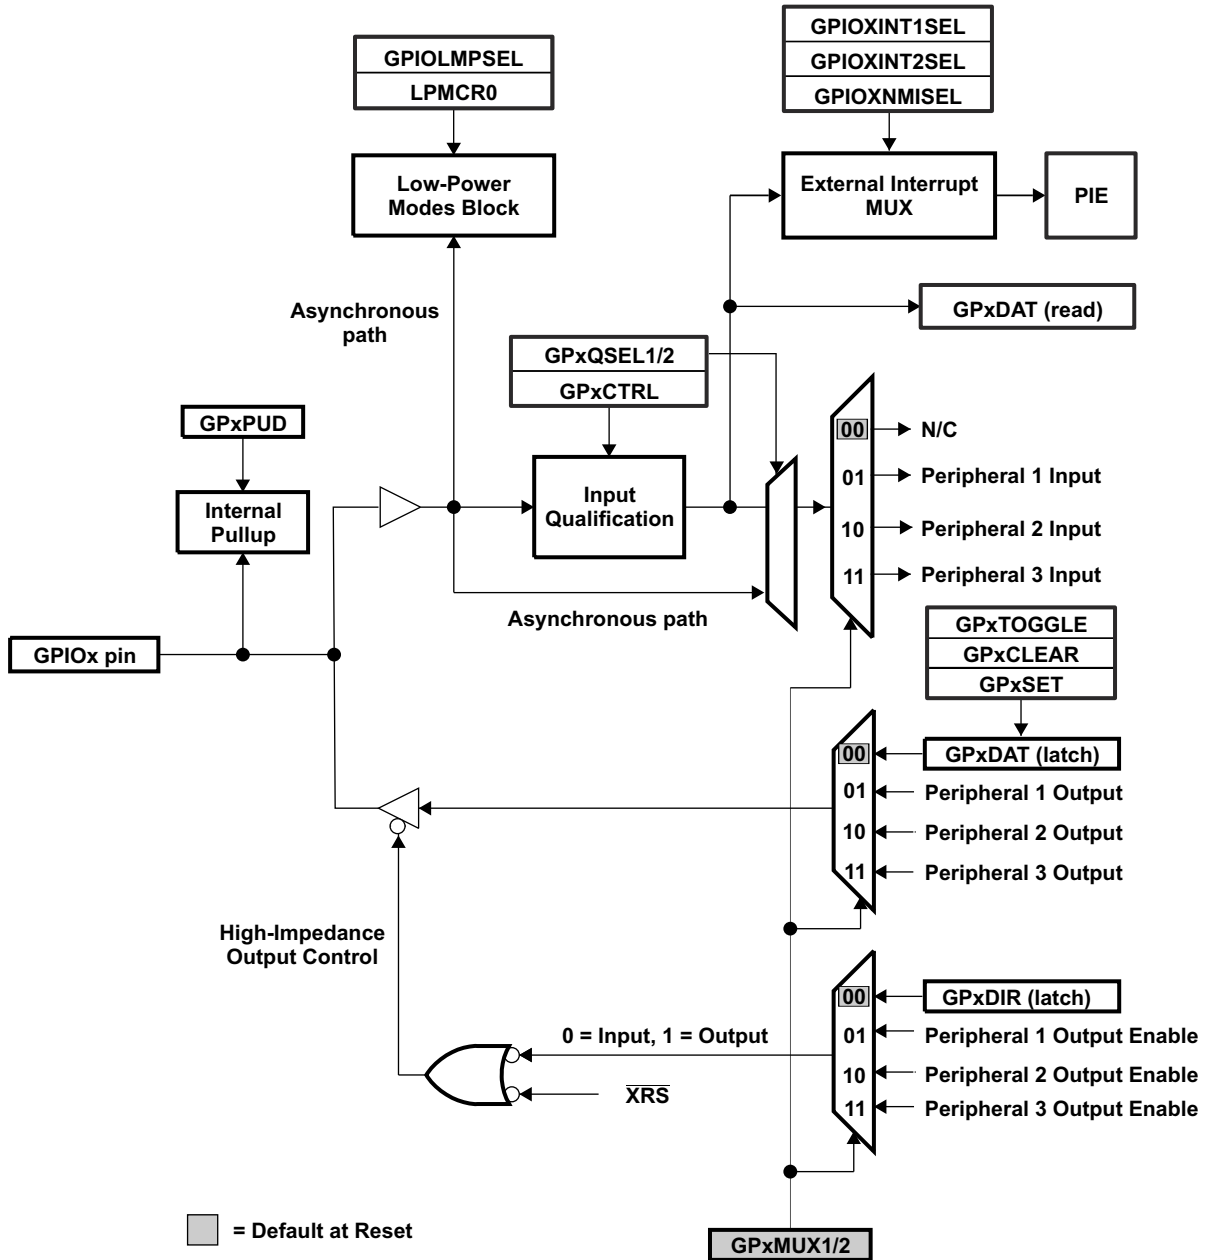 GPIOLMPSEL
LPMCR0
GPIOXINT1SEL
GPIOXINT2SEL
GPIOXNMISEL
Low-Power
Modes Block
External Interrupt
MUX
PIE
Asynchronous
path
GPxDAT (read)
GPxQSEL1/2
GPxCTRL
GPxPUD
Internal
Pullup
Input
Qualification
00
N/C
01
Peripheral 1 Input
10
Peripheral 2 Input
11
Peripheral 3 Input
Asynchronous path
GPIOx pin
GPxTOGGLE
GPxCLEAR
GPxSET
00
GPxDAT (latch)
01
Peripheral 1 Output
10
Peripheral 2 Output
11
Peripheral 3 Output
High-Impedance
Output Control
00
GPxDIR (latch)
0 = Input, 1 = Output
01
Peripheral 1 Output Enable
10
Peripheral 2 Output Enable
XRS
11
Peripheral 3 Output Enable
= Default at Reset
GPxMUX1/2